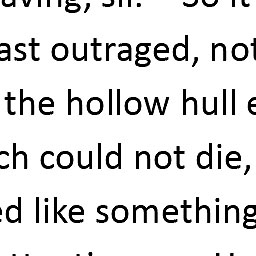 aving, sir." "So it
ast outraged, not
the hollow hull e
ch could not die,
ed like something